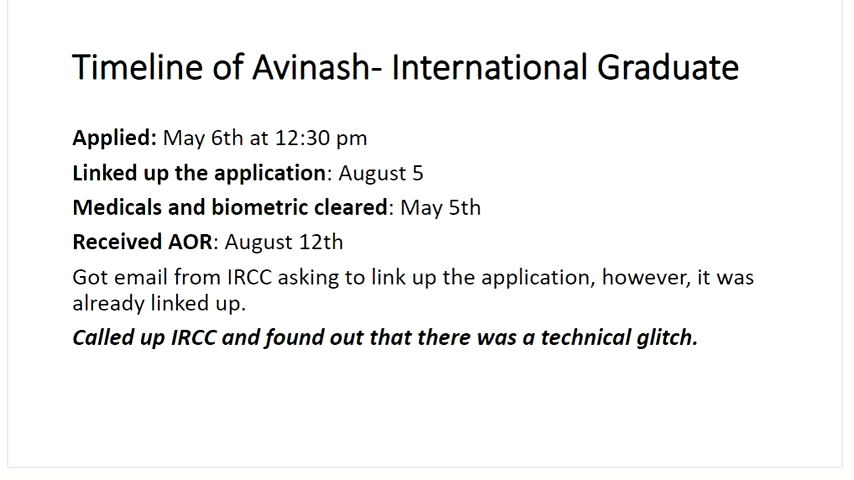 Timeline of Avinash- International Graduate
Applied: May 6th at 12:30 pm
Linked up the application: August 5
Medicals and biometric cleared: May 5th
Received AOR: August 12th
Got email from IRCC asking to link up the application, however, it was
already linked up.
Called up IRCC and found out that there was a technical glitch.